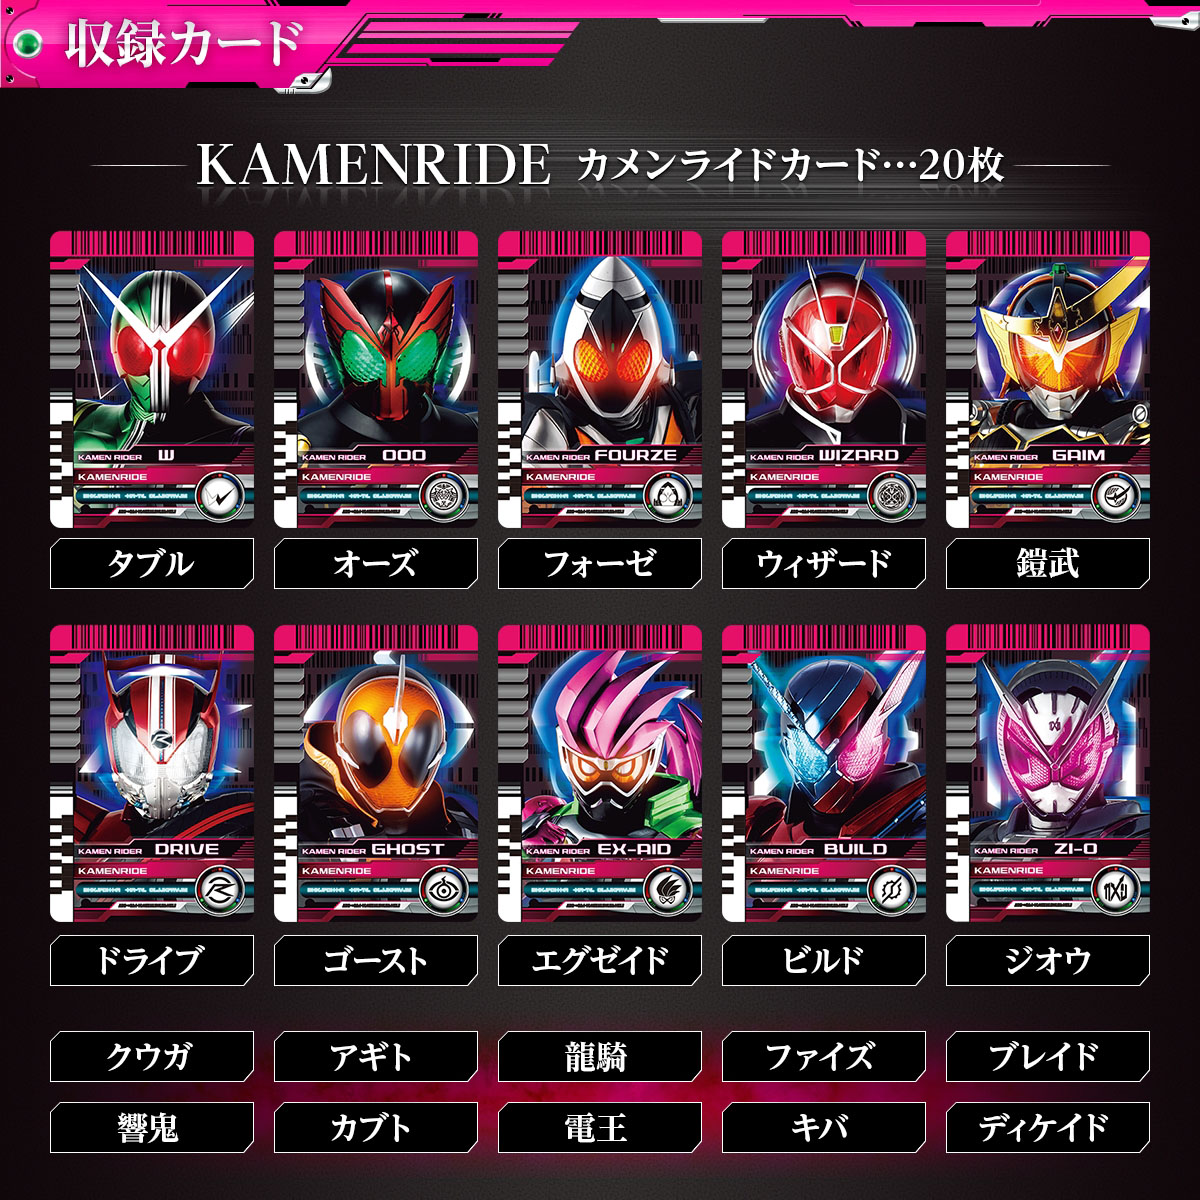 収録カード
KAMENRIDE カメンライドカード…20枚
KAMEN RIDER W
KAMENRIDE
KAMEN RIDER OOO
KAMENRIDE
KAMEN RIDER FOURZE
KAMENRIDE
KAMEN RIDER WIZARD
KAMENRIDE
KAMEN RIDER GAIM
KAMENRIDE
タブル
オーズ
フォーゼ
ウィザード
鎧武
KAMEN RIDER DRIVE
KAMENRIDE
KAMEN RIDER GHOST
KAMENRIDE
KAMEN RIDER EX-AID
KAMENRIDE
KAMEN RIDER BUILD
KAMENRIDE
KAMEN RIDER ZI-O
KAMENRIDE
ドライブ
ゴースト
エグゼイド
ビルド
ジオウ
クウガ
アギト
龍騎
ファイズ
ブレイド
響鬼
カブト
電王
キバ
ディケイド